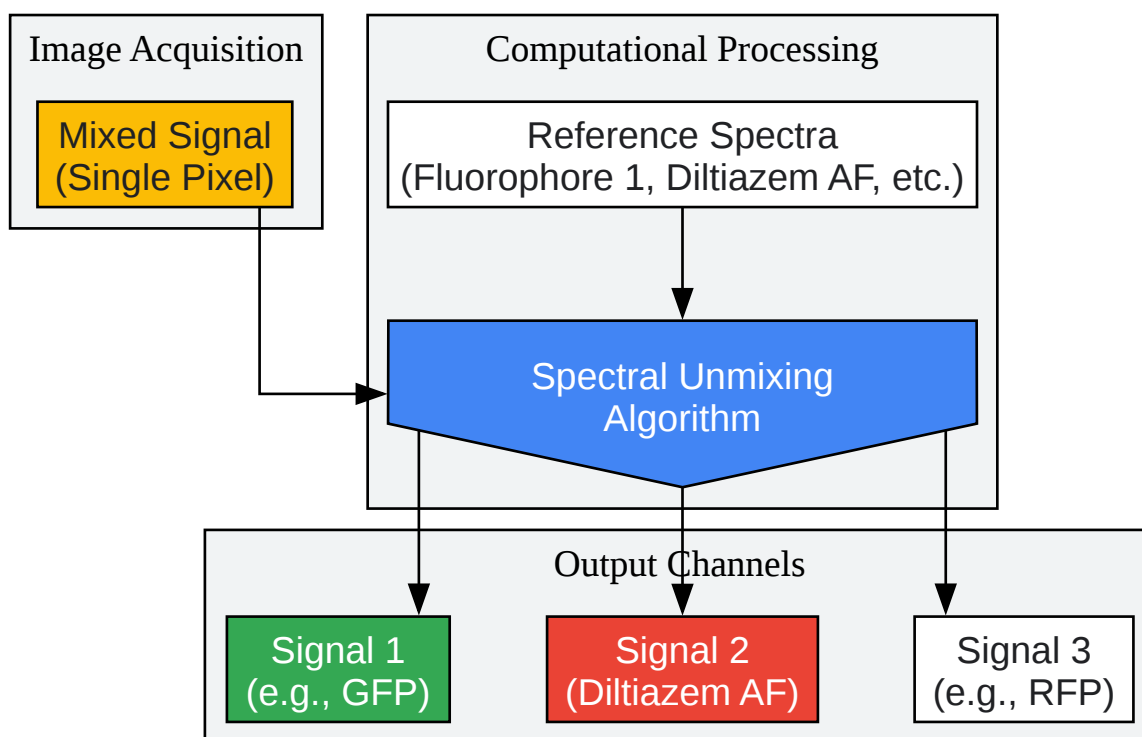 Image Acquisition
Mixed Signal
(Single Pixel)
Computational Processing
Reference Spectra
(Fluorophore 1, Diltiazem AF, etc.)
Spectral Unmixing
Algorithm
Output Channels
Signal 1
(e.g., GFP)
Signal 2
(Diltiazem AF)
Signal 3
(e.g., RFP)